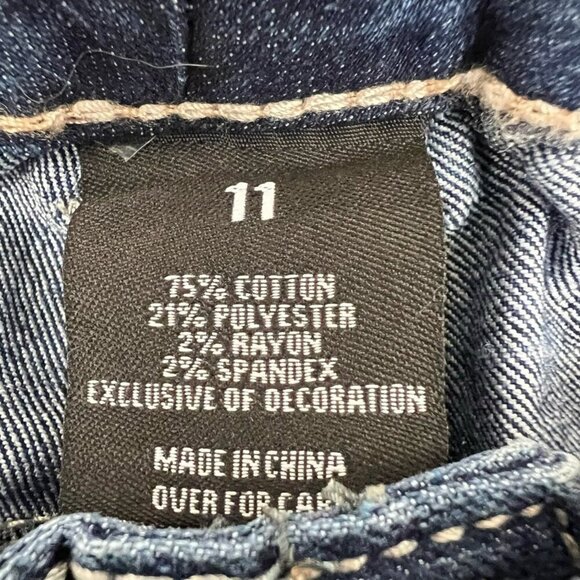 11
75% COTTON
21% POLYESTER
2% RAYON
2% SPANDEX
EXCLUSIVE OF DECORATION
MADE IN CHINA
OVER FOR